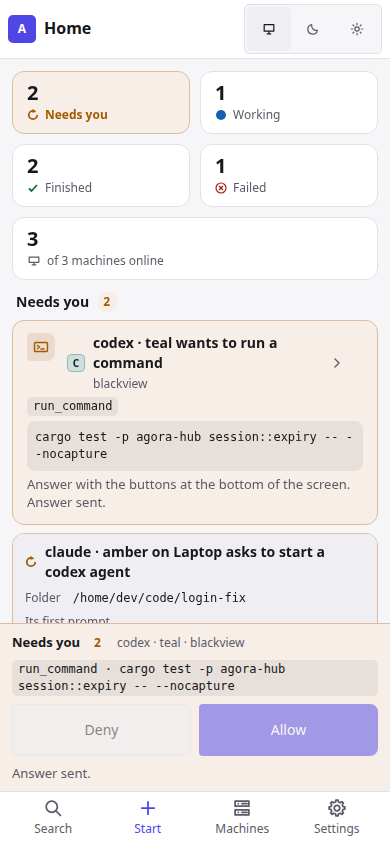 A Home
2
Needs you
1
Working
2
Finished
1
Failed
3
of 3 machines online
Needs you 2
codex · teal wants to run a
command
C
blackview
run_command
cargo test -p agora-hub session::expiry -- -
-nocapture
Answer with the buttons at the bottom of the screen.
Answer sent.
claude · amber on Laptop asks to start a
codex agent
Folder /home/dev/code/login-fix
Its first prompt
Needs you 2 codex · teal · blackview
run_command · cargo test -p agora-hub
session::expiry -- --nocapture
Deny
Allow
Answer sent.
Search
Start
Machines
Settings